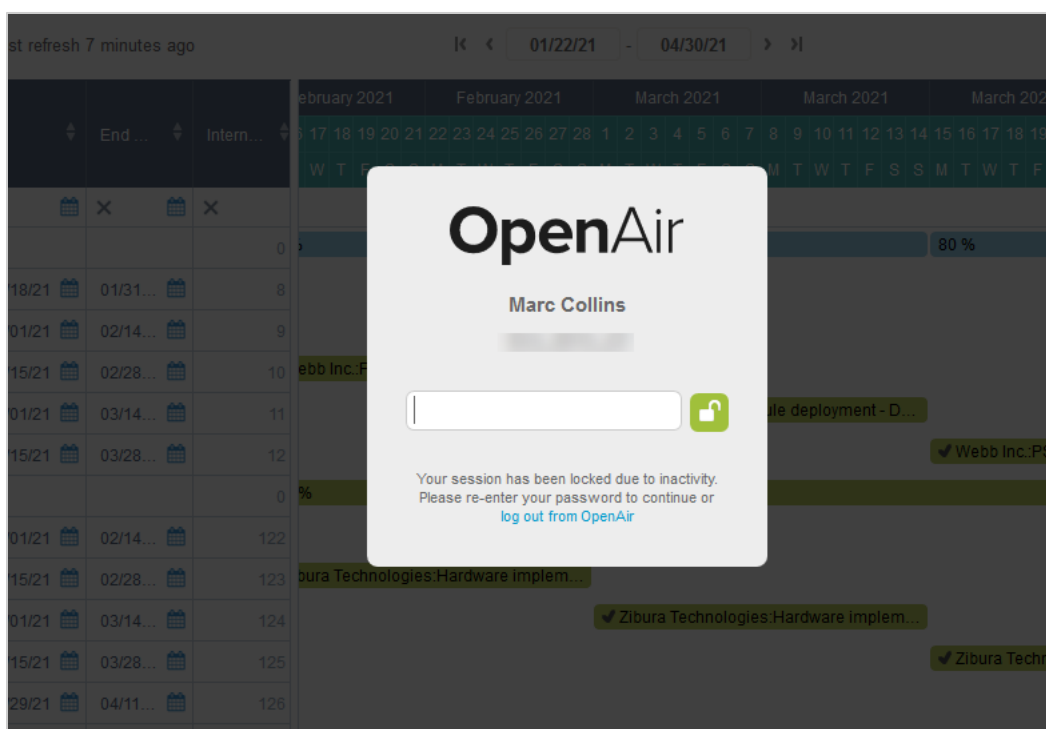 st refresh 7 minutes ago
01/22/21 - 04/30/21
ebruary 2021 February 2021 March 2021 March 2021 March 202
End ... Intern... 17 18 19 20 21 22 23 24 25 26 27 28 1 2 3 4 5 6 7 8 9 10 11 12 13 14 15 16 17 18 19
W T F M T W T F S S M T W T F
0 80 %
/18/21 01/31... 8
/01/21 02/14... 9
/15/21 02/28... 10 ebb Inc.:P
/01/21 03/14... 11 ule deployment - D...
/15/21 03/28... 12 Webb Inc.:PS
0 %
/01/21 02/14... 122
/15/21 02/28... 123 bura Technologies:Hardware implem...
/01/21 03/14... 124 Zibura Technologies:Hardware implem...
/15/21 03/28... 125 Zibura Techn
/29/21 04/11... 126
OpenAir
Marc Collins
Your session has been locked due to inactivity.
Please re-enter your password to continue or
log out from OpenAir